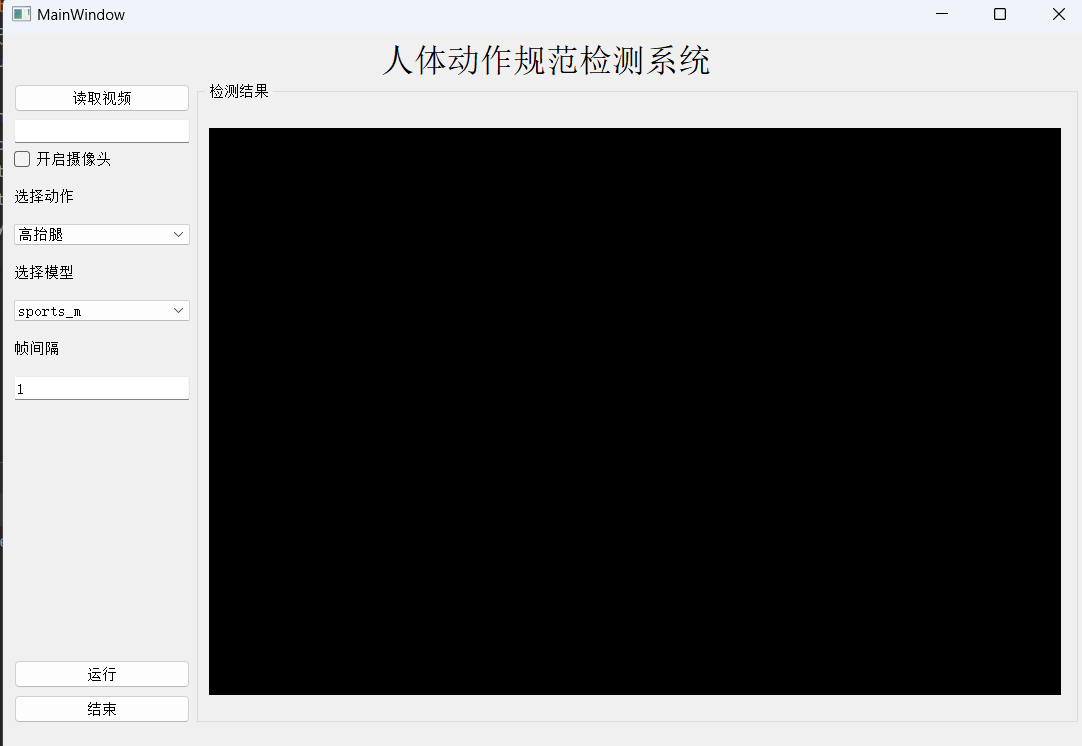 MainWindow
人体动作规范检测系统
读取视频
开启摄像头
选择动作
高抬腿
选择模型
sports_m
帧间隔
1
运行
结束
检测结果